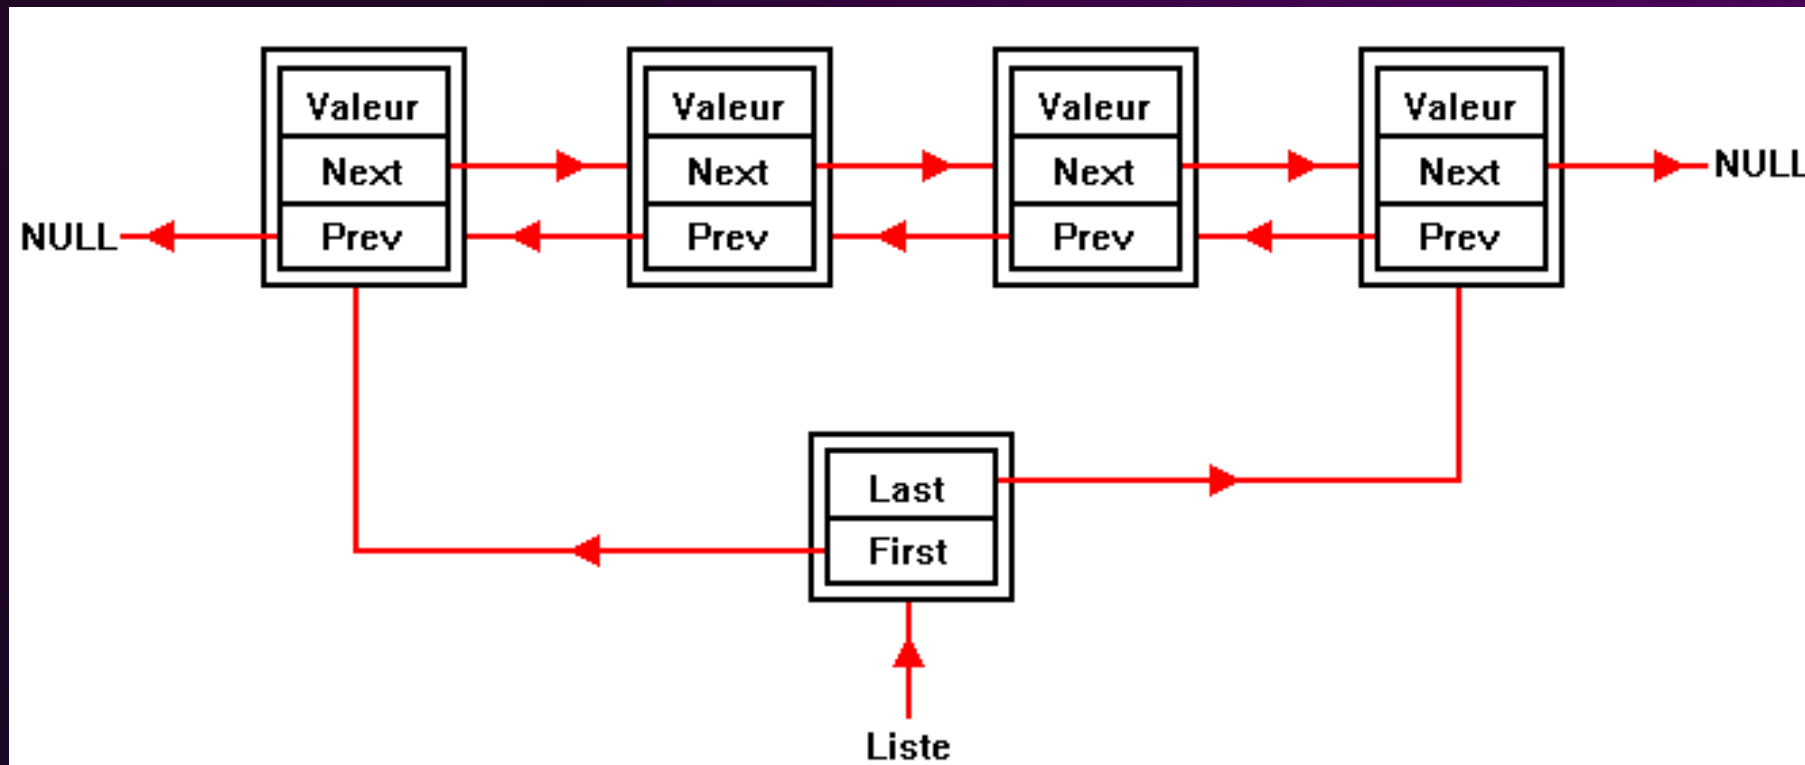 Valeur Valeur Valeur Valeur
Next Next Next Next NULL
NULL Prev Prev Prev Prev
Last
First
Liste